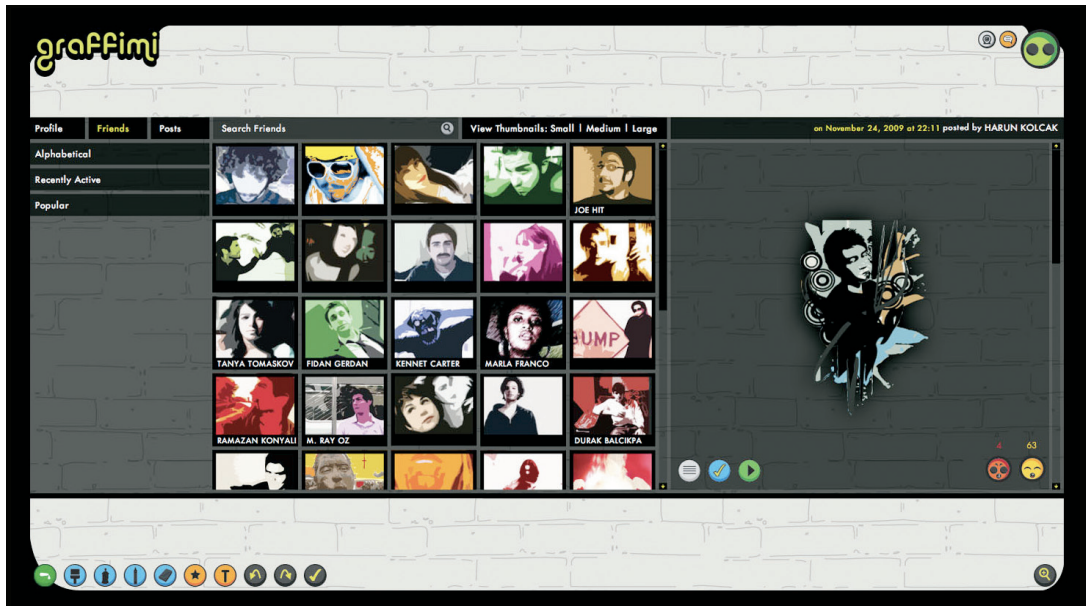 graffimi
Profile Friends Posts Search Friends View Thumbnails: Small | Medium | Large on November 24, 2009 at 22:11 posted by HARUN KOLCAK
Alphabetical
Recently Active
Popular
JOE HIT
BUMP
TANYA TOMASKOV FIDAN GERDAN KENNET CARTER MARLA FRANCO
RAMAZAN KONYALI M. RAY OZ DURAK BALCIKPA
4 63
T